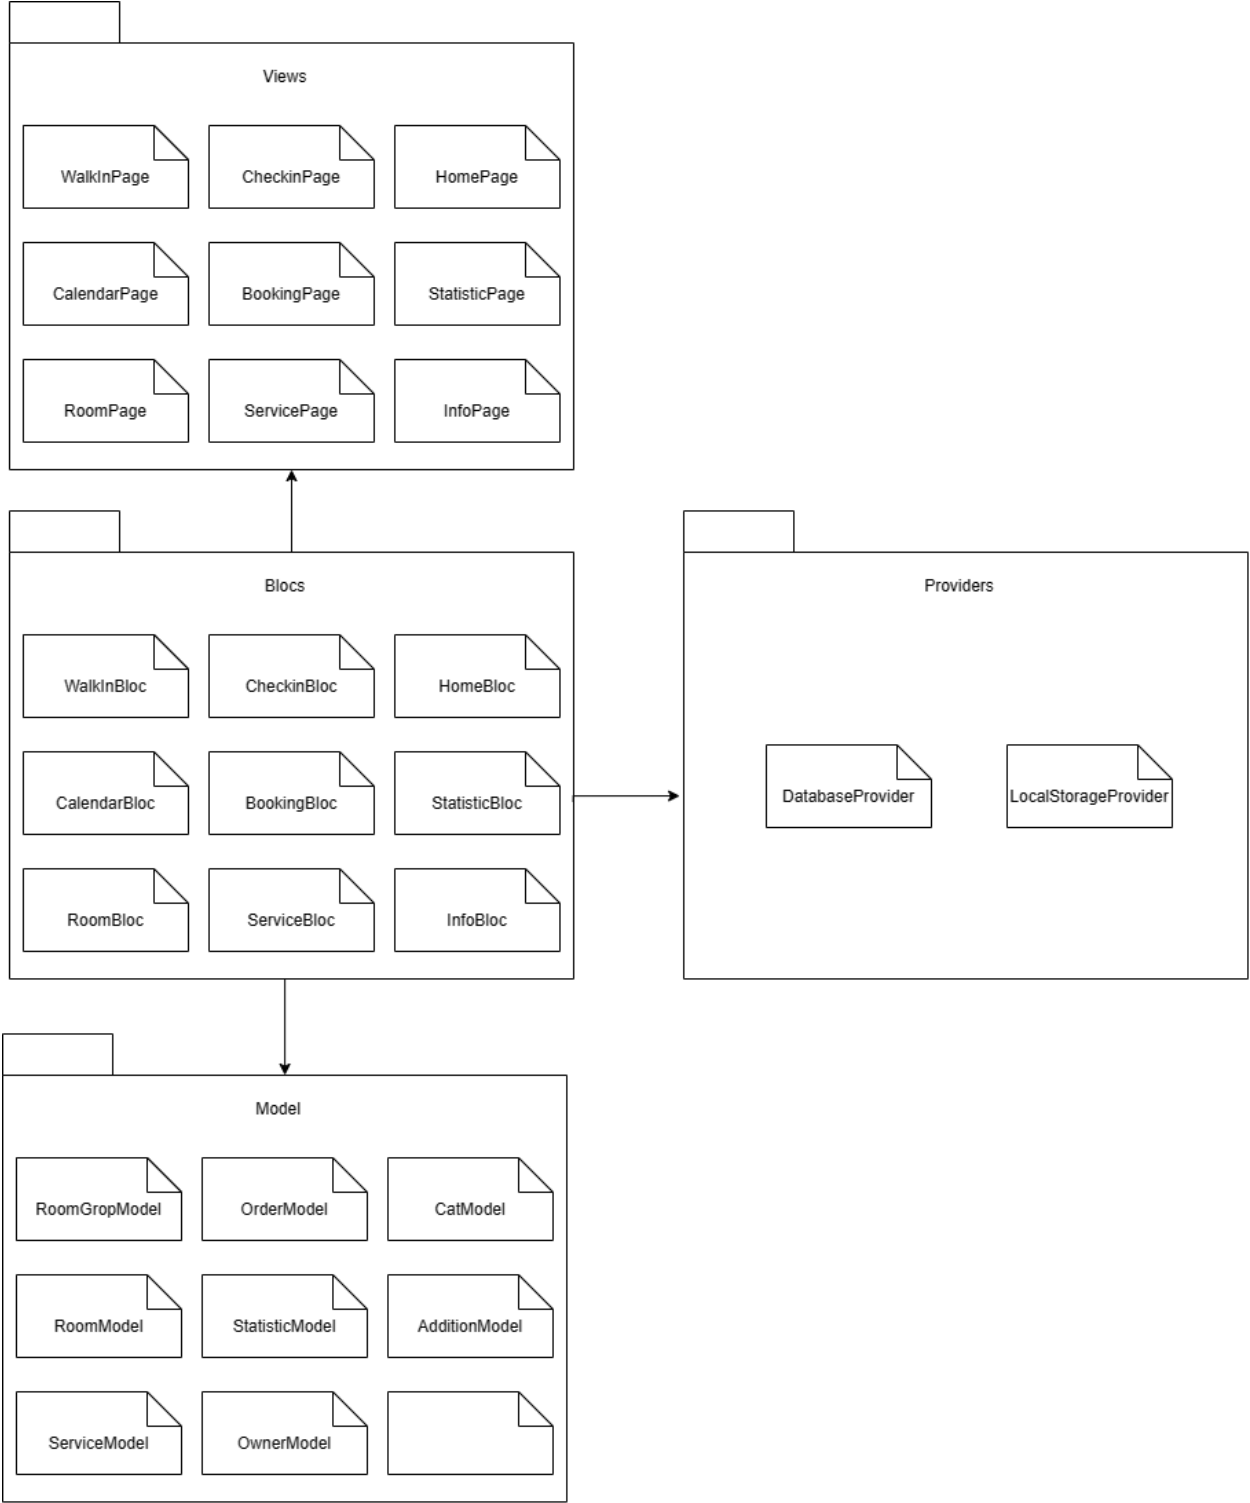 Views
WalkInPage
CheckinPage
HomePage
CalendarPage
BookingPage
StatisticPage
RoomPage
ServicePage
InfoPage
Blocs
WalkInBloc
CheckinBloc
HomeBloc
CalendarBloc
BookingBloc
StatisticBloc
RoomBloc
ServiceBloc
InfoBloc
Providers
DatabaseProvider
LocalStorageProvider
Model
RoomGropModel
OrderModel
CatModel
RoomModel
StatisticModel
AdditionModel
ServiceModel
OwnerModel